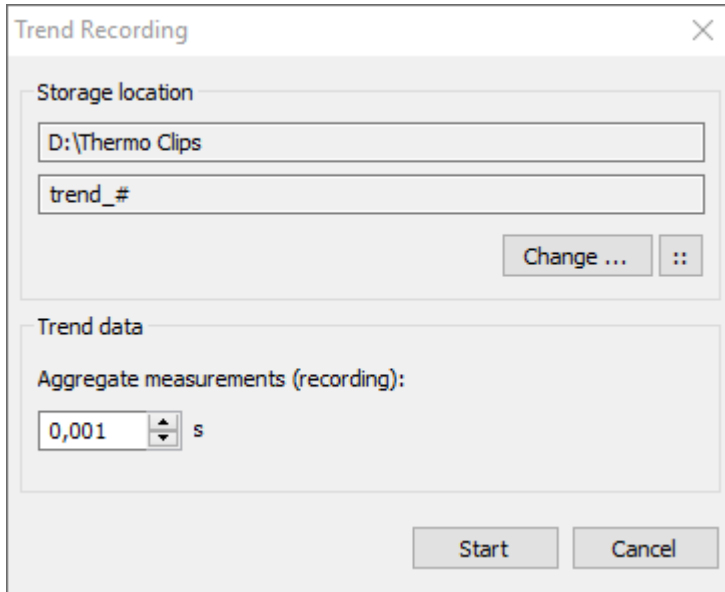 Trend Recording
Storage location
D:\Thermo Clips
trend_#
Change ...
::
Trend data
Aggregate measurements (recording):
0,001 s
Start Cancel